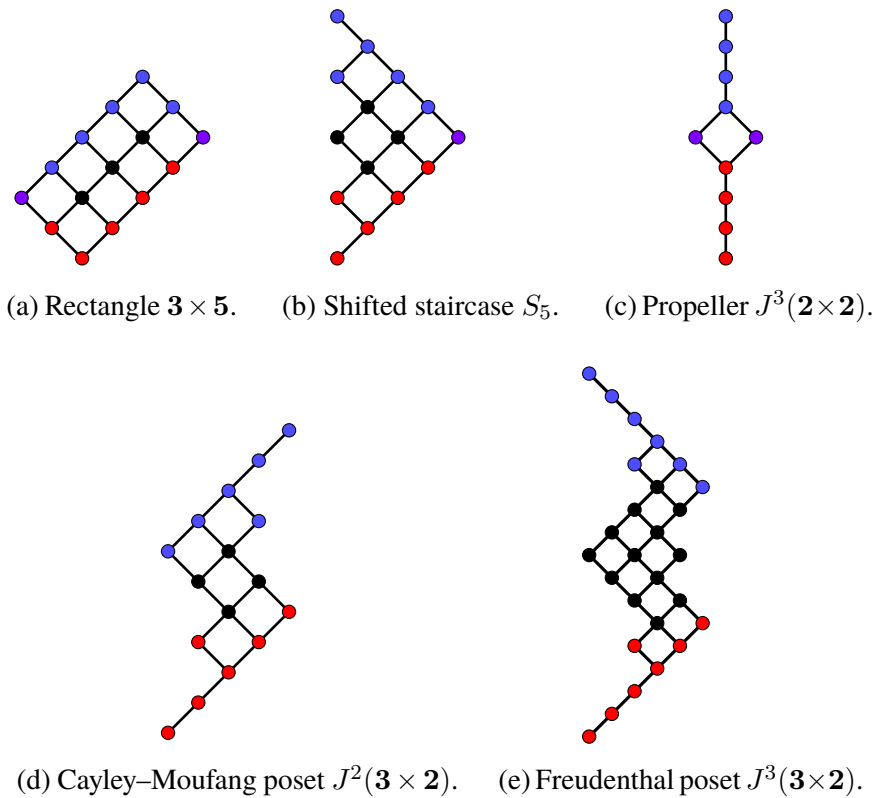 (a) Rectangle 3 × 5. (b) Shifted staircase S₅. (c) Propeller J³(2×2).
(d) Cayley–Moufang poset J²(3 × 2). (e) Freudenthal poset J³(3×2).